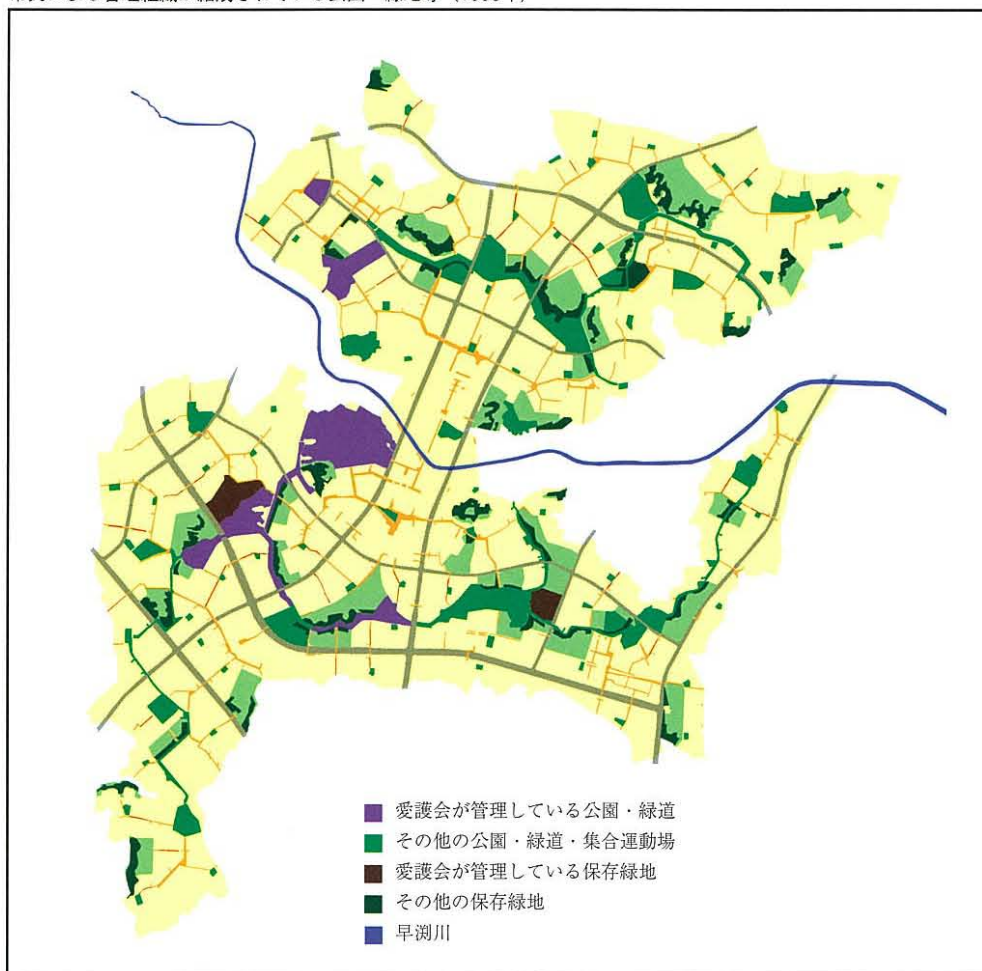 愛護会が管理している公園・緑道
その他の公園・緑道・集合運動場
愛護会が管理している保存緑地
その他の保存緑地
早渕川